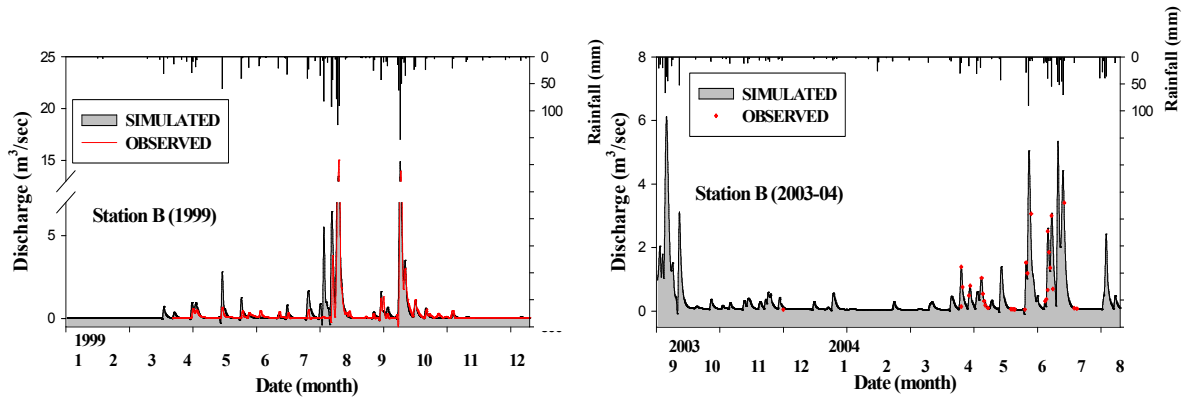 25
20
15
5
0
Discharge (m3/sec)
SIMULATED
OBSERVED
Station B (1999)
0
50
100
Rainfall (mm)
---
1999
1 2 3 4 5 6 7 8 9 10 11 12
Date (month)
8
6
4
2
0
Discharge (m3/sec)
SIMULATED
OBSERVED
Station B (2003-04)
0
50
100
Rainfall (mm)
2003 2004
9 10 11 12 1 2 3 4 5 6 7 8
Date (month)